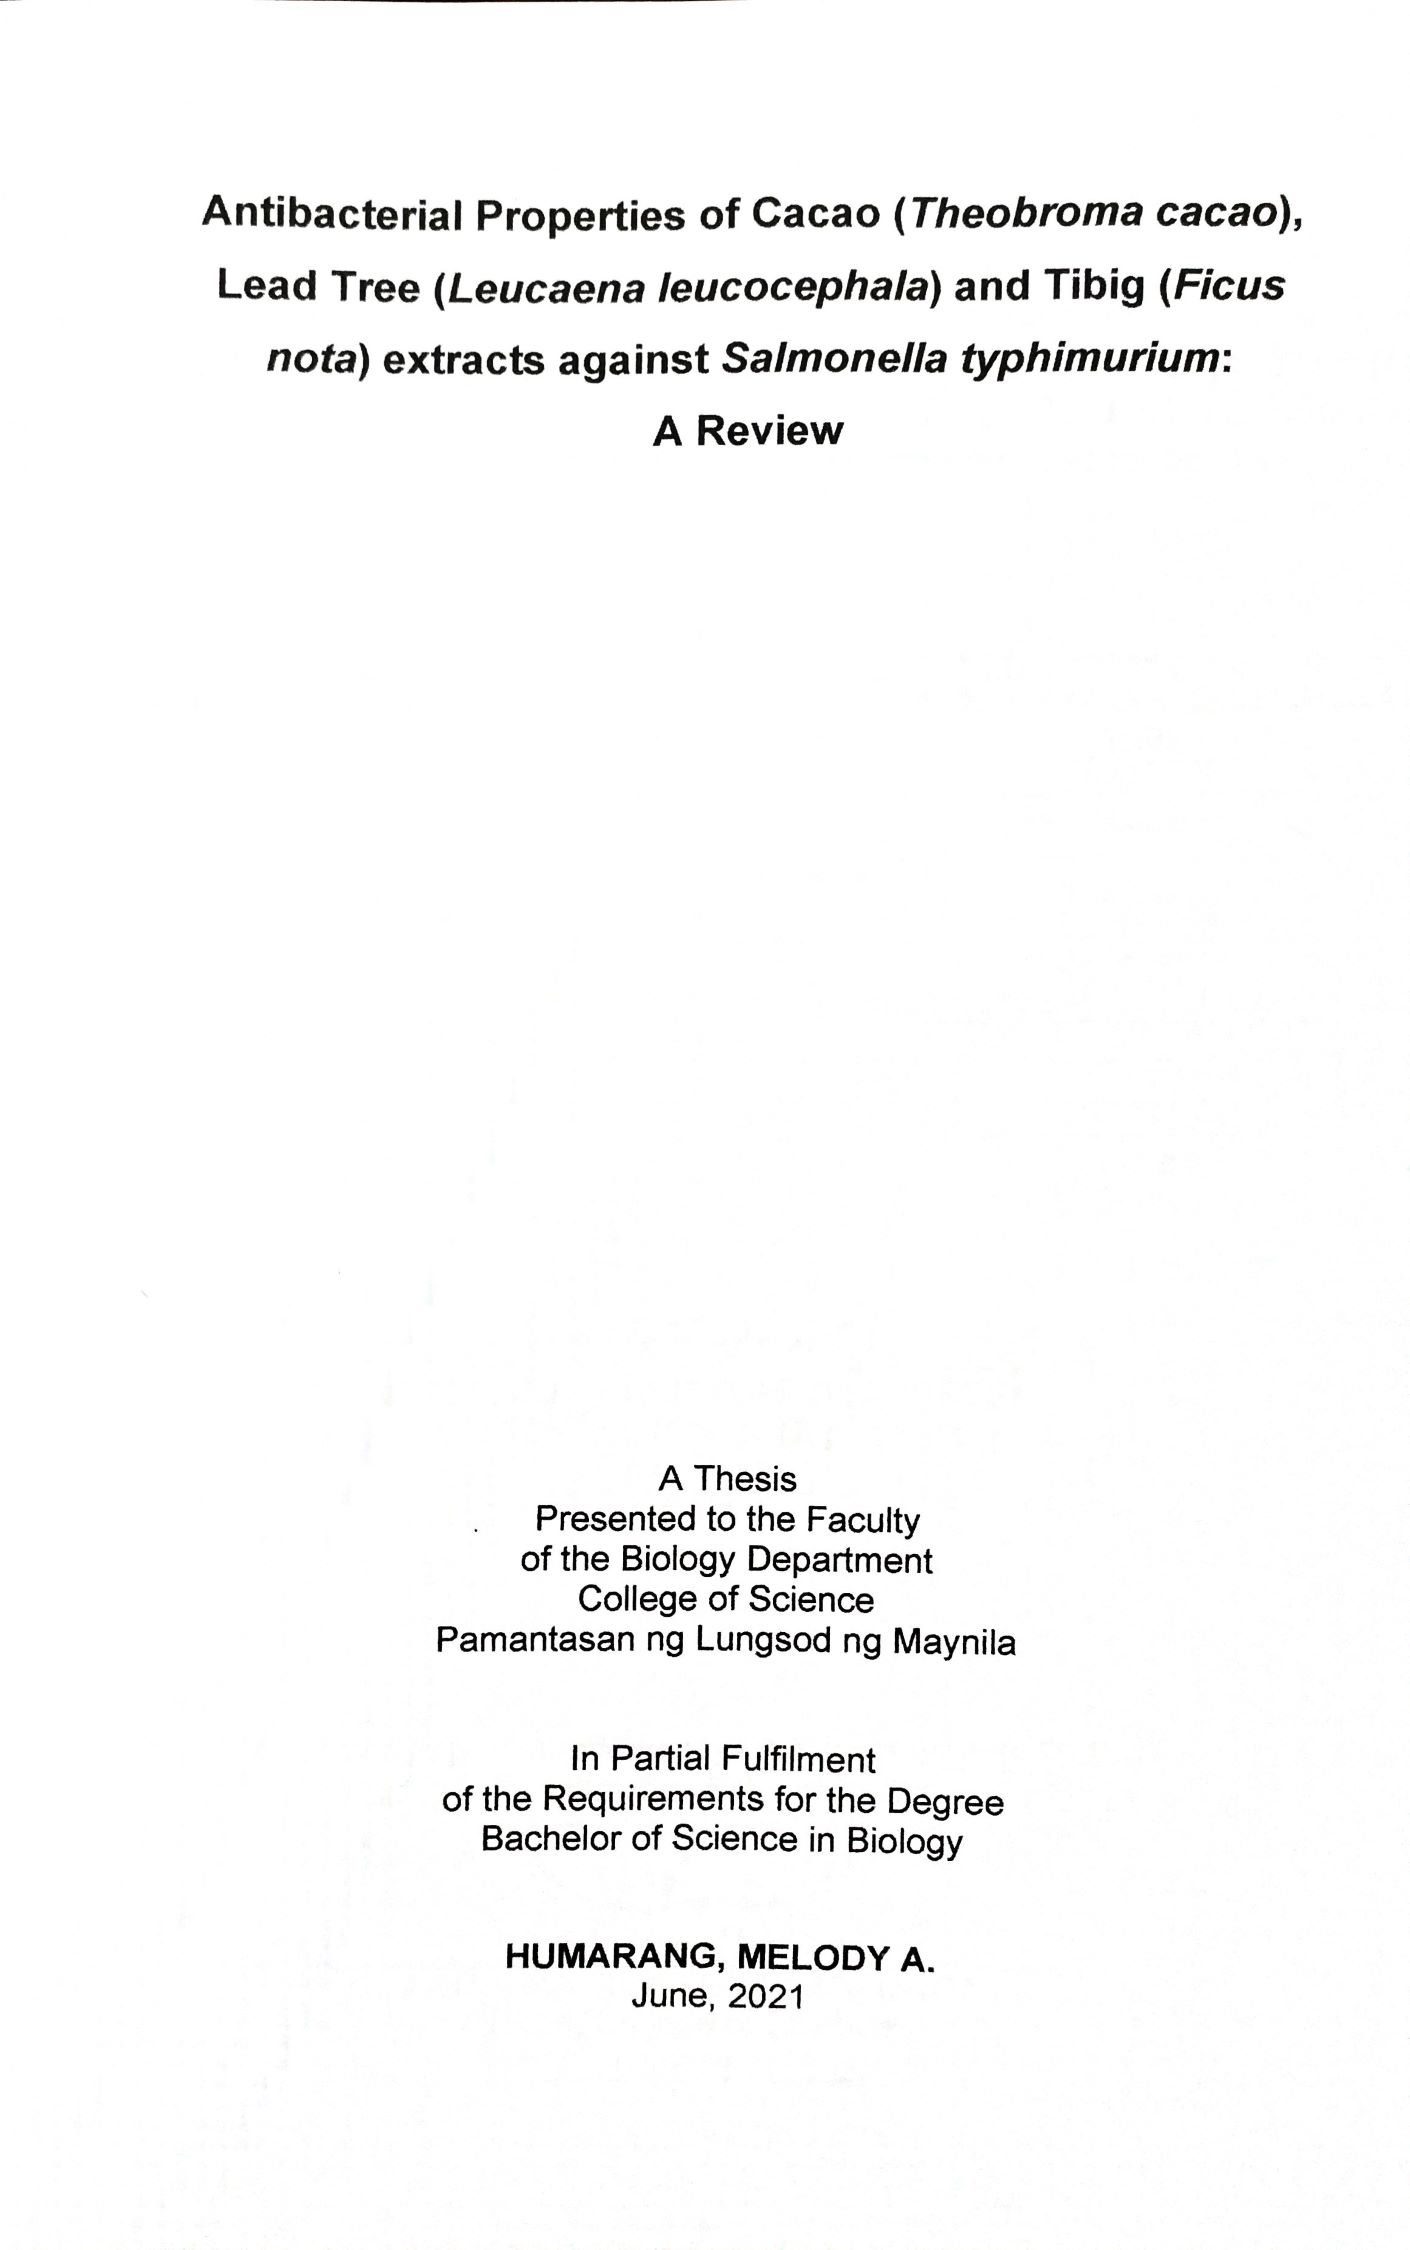 Antibacterial Properties of Cacao (Theobroma cacao),
Lead Tree (Leucaena leucocephala) and Tibig (Ficus
nota) extracts against Salmonella typhimurium:
A Review
A Thesis
Presented to the Faculty
of the Biology Department
College of Science
Pamantasan ng Lungsod ng Maynila
In Partial Fulfilment
of the Requirements for the Degree
Bachelor of Science in Biology
HUMARANG, MELODY A.
June, 2021